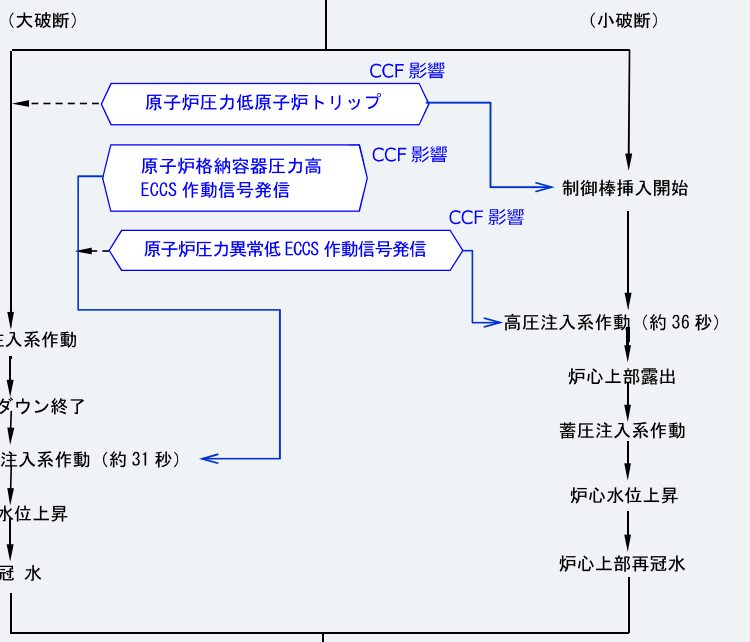 （大破断）
（小破断）
CCF 影響
原子炉圧力低原子炉トリップ
CCF 影響
原子炉格納容器圧力高
ECCS 作動信号発信
制御棒挿入開始
CCF 影響
原子炉圧力異常低 ECCS 作動信号発信
高圧注入系作動（約 36 秒）
注入系作動
炉心上部露出
ダウン終了
蓄圧注入系作動
注入系作動（約 31 秒）
炉心水位上昇
水位上昇
炉心上部再冠水
冠 水